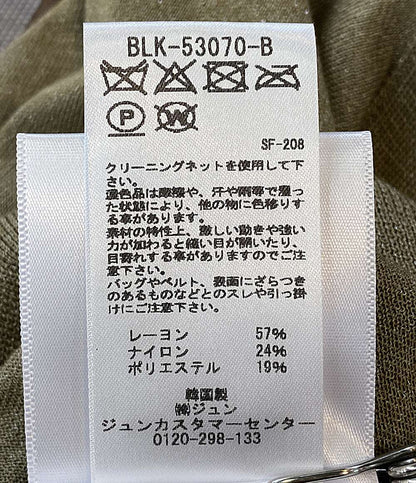 BLK-53070-B
P W
SF-208
クリーニングネットを使用して下
さい。
濃色品は摩擦や、汗や雨等で湿っ
た状態により、他の物に色移りす
る事があります。
素材の特性上、激しい動きや強い
力が加わると縫い目が開いたり、
目寄れする事がありますのでご注
意下さい。
バッグやベルト、表面にざらつき
のあるものなどとのスレや引っ掛
けにご注意下さい。
レーヨン 57%
ナイロン 24%
ポリエステル 19%
韓国製
㈱ジュン
ジュンカスタマーセンター
0120-298-133